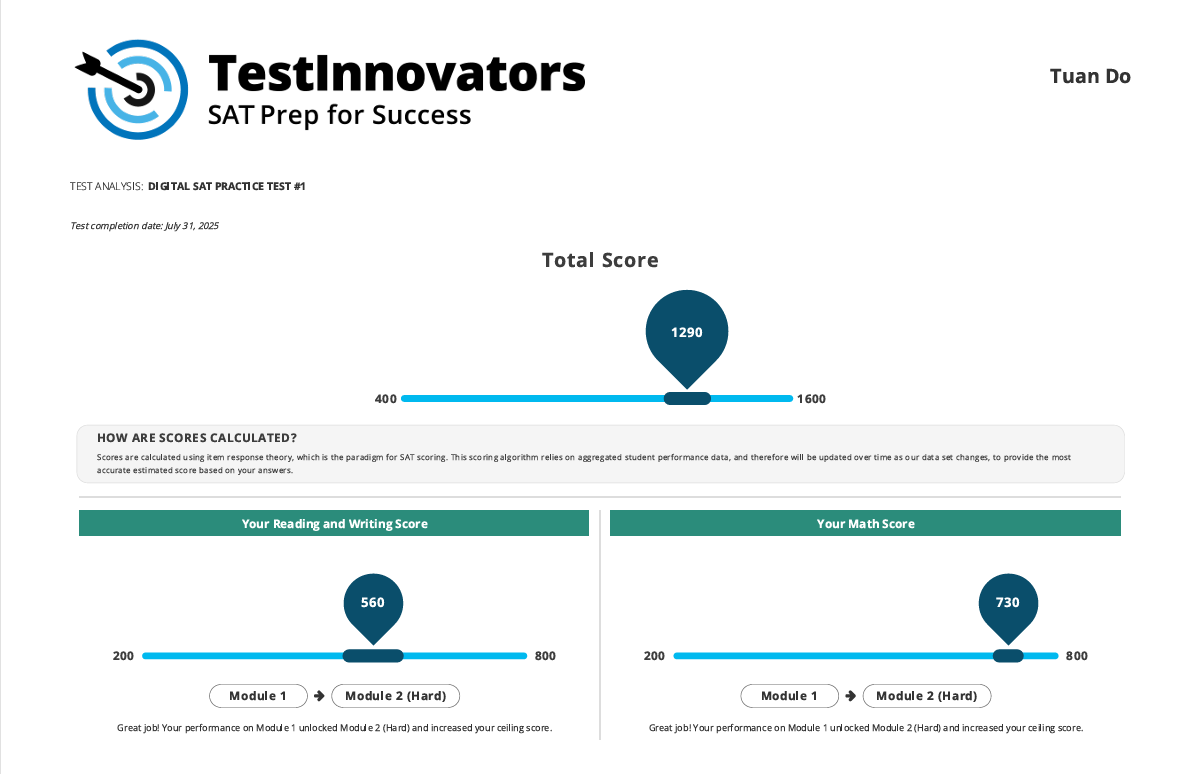 TestInnovators
SAT Prep for Success
Tuan Do
TEST ANALYSIS: DIGITAL SAT PRACTICE TEST #1
Test completion date: July 31, 2025
Total Score
1290
400
1600
HOW ARE SCORES CALCULATED?
Scores are calculated using item response theory, which is the paradigm for SAT scoring. This scoring algorithm relies on aggregated student performance data, and therefore will be updated over time as our data set changes, to provide the most
accurate estimated score based on your answers.
Your Reading and Writing Score
560
200
800
Module 1
Module 2 (Hard)
Great job! Your performance on Module 1 unlocked Module 2 (Hard) and increased your ceiling score.
Your Math Score
730
200
800
Module 1
Module 2 (Hard)
Great job! Your performance on Module 1 unlocked Module 2 (Hard) and increased your ceiling score.